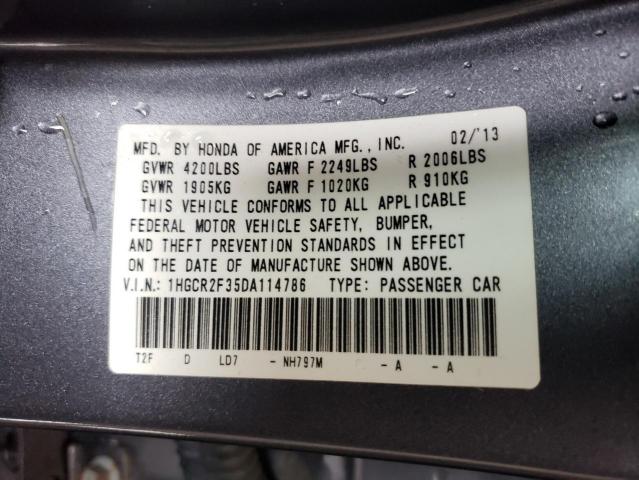 MFD. BY HONDA OF AMERICA MFG., INC. 02/'13
GVWR 4200LBS GAWR F 2249LBS R 2006LBS
GVWR 1905KG GAWR F 1020KG R 910KG
THIS VEHICLE CONFORMS TO ALL APPLICABLE
FEDERAL MOTOR VEHICLE SAFETY, BUMPER,
AND THEFT PREVENTION STANDARDS IN EFFECT
ON THE DATE OF MANUFACTURE SHOWN ABOVE.
V.I.N.: 1HGCR2F35DA114786 TYPE: PASSENGER CAR
T2F D LD7 - NH797M - A - A